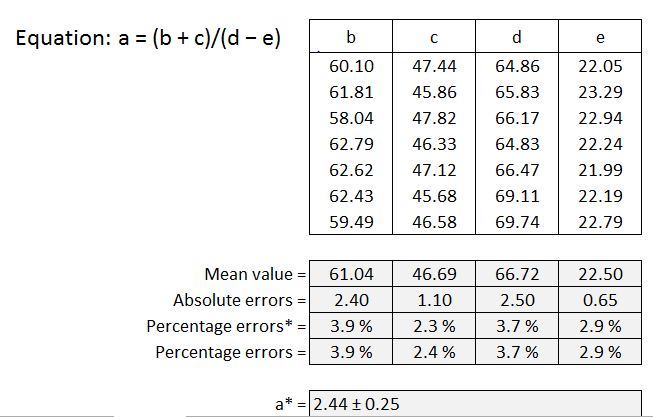 Equation: a = (b + c)/(d − e)
b c d e
60.10 47.44 64.86 22.05
61.81 45.86 65.83 23.29
58.04 47.82 66.17 22.94
62.79 46.33 64.83 22.24
62.62 47.12 66.47 21.99
62.43 45.68 69.11 22.19
59.49 46.58 69.74 22.79
Mean value = 61.04 46.69 66.72 22.50
Absolute errors = 2.40 1.10 2.50 0.65
Percentage errors* = 3.9 % 2.3 % 3.7 % 2.9 %
Percentage errors = 3.9 % 2.4 % 3.7 % 2.9 %
a* = 2.44 ± 0.25